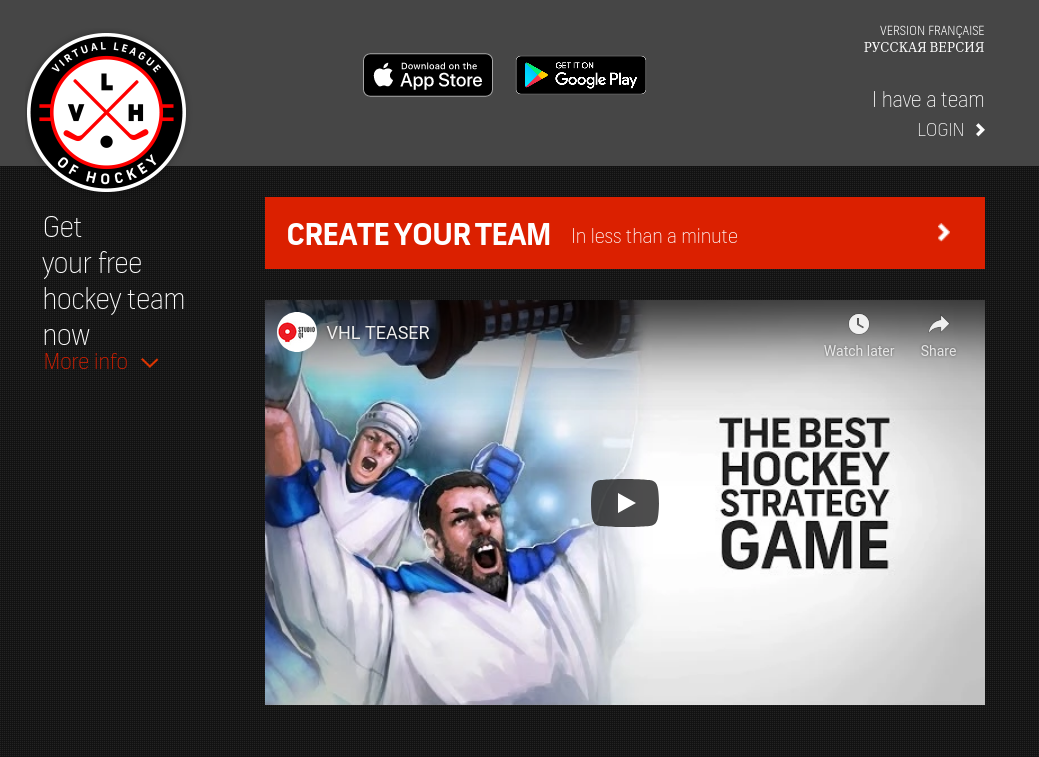 VIRTUAL LEAGUE
L
V H
OF HOCKEY
Download on the
App Store
GET IT ON
Google Play
VERSION FRANÇAISE
РУССКАЯ ВЕРСИЯ
I have a team
LOGIN
Get
your free
hockey team
now
More info
CREATE YOUR TEAM In less than a minute
STUDIO
QI
VHL TEASER
Watch later
Share
THE BEST
HOCKEY
STRATEGY
GAME